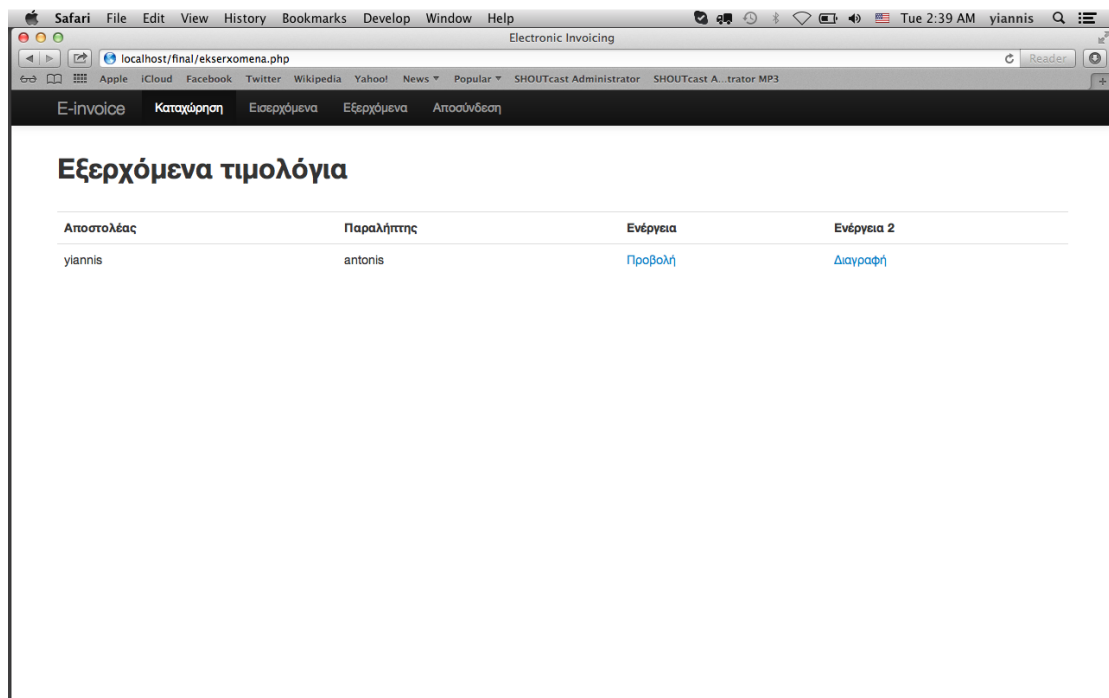 Safari File Edit View History Bookmarks Develop Window Help Tue 2:39 AM yiannis
Electronic Invoicing
localhost/final/ekserxomena.php Reader
Apple iCloud Facebook Twitter Wikipedia Yahoo! News Popular SHOUTcast Administrator SHOUTcast A...trator MP3
E-invoice Καταχώρηση Εισερχόμενα Εξερχόμενα Αποσύνδεση
Εξερχόμενα τιμολόγια
Αποστολέας Παραλήπτης Ενέργεια Ενέργεια 2
yiannis antonis Προβολή Διαγραφή